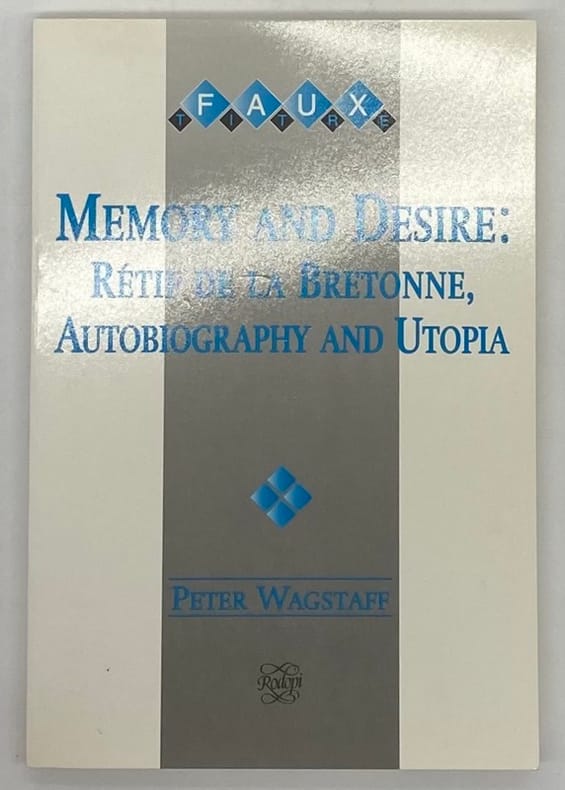 FAUX
TITRE
MEMORY AND DESIRE:
RÉTIF DE LA BRETONNE,
AUTOBIOGRAPHY AND UTOPIA
PETER WAGSTAFF
Rodopi